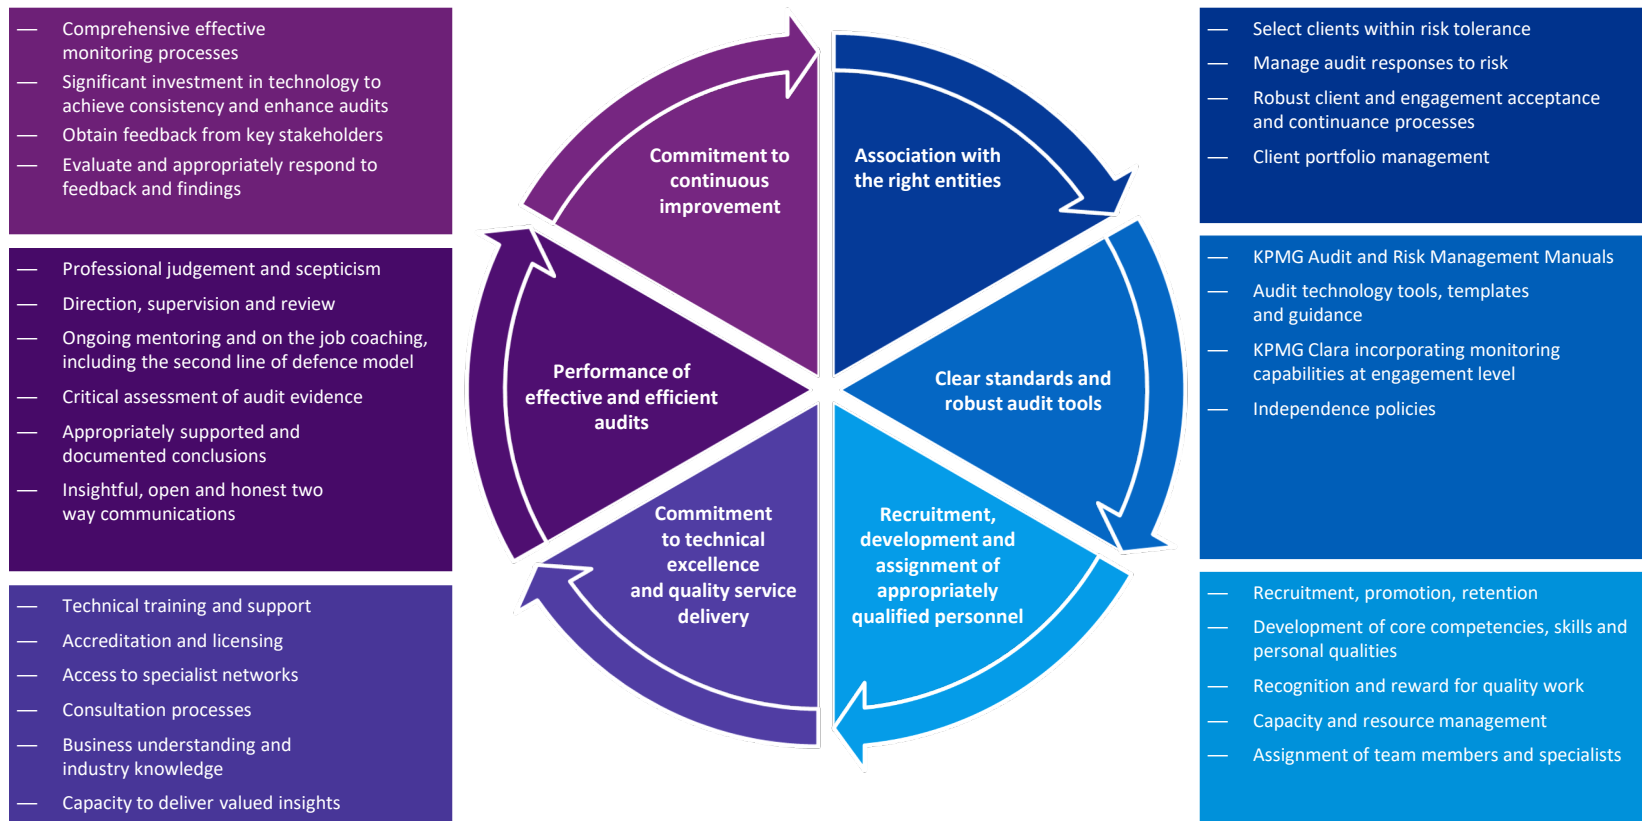 — Comprehensive effective
monitoring processes
— Significant investment in technology to
achieve consistency and enhance audits
— Obtain feedback from key stakeholders
— Evaluate and appropriately respond to
feedback and findings
— Professional judgement and scepticism
— Direction, supervision and review
— Ongoing mentoring and on the job coaching,
including the second line of defence model
— Critical assessment of audit evidence
— Appropriately supported and
documented conclusions
— Insightful, open and honest two
way communications
— Technical training and support
— Accreditation and licensing
— Access to specialist networks
— Consultation processes
— Business understanding and
industry knowledge
— Capacity to deliver valued insights
Commitment to
continuous
improvement
Association with
the right entities
Performance of
effective and efficient
audits
Clear standards and
robust audit tools
Commitment
to technical
excellence
and quality service
delivery
Recruitment,
development and
assignment of
appropriately
qualified personnel
— Select clients within risk tolerance
— Manage audit responses to risk
— Robust client and engagement acceptance
and continuance processes
— Client portfolio management
— KPMG Audit and Risk Management Manuals
— Audit technology tools, templates
and guidance
— KPMG Clara incorporating monitoring
capabilities at engagement level
— Independence policies
— Recruitment, promotion, retention
— Development of core competencies, skills and
personal qualities
— Recognition and reward for quality work
— Capacity and resource management
— Assignment of team members and specialists